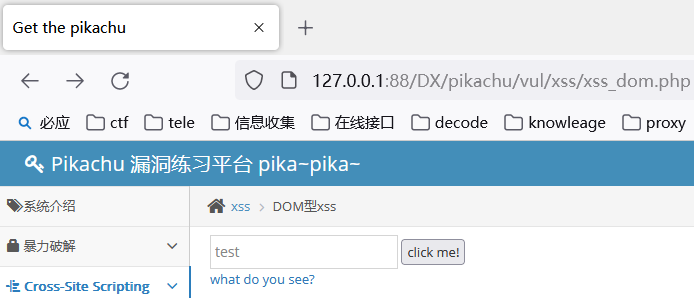 Get the pikachu
127.0.0.1:88/DX/pikachu/vul/xss/xss_dom.php
必应 ctf tele 信息收集 在线接口 decode knowleage proxy
Pikachu 漏洞练习平台 pika~pika~
系统介绍
xss > DOM型xss
暴力破解
test click me!
Cross-Site Scripting
what do you see?